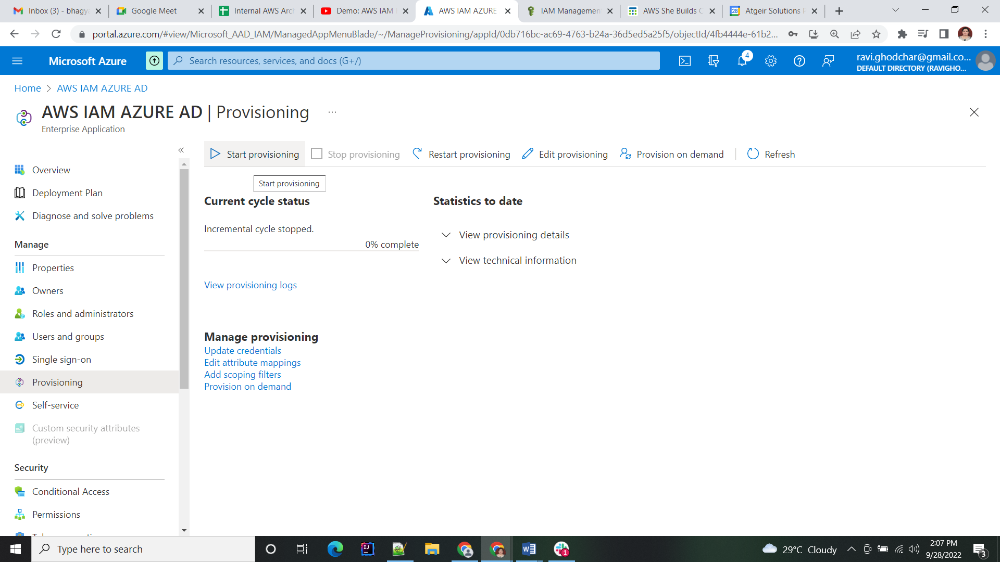 Inbox (3) - bhagya
Google Meet
Internal AWS Arch
Demo: AWS IAM I
AWS IAM AZURE
IAM Management
AWS She Builds C
Atgeir Solutions P
portal.azure.com/#view/Microsoft_AAD_IAM/ManagedAppMenuBlade/~/ManageProvisioning/appId/0db716bc-ac69-4763-b24a-36d5ed5a25f5/objectId/4fb4444e-61b2...
Microsoft Azure
Search resources, services, and docs (G+/)
4
ravi.ghodchar@gmail.co...
DEFAULT DIRECTORY (RAVIGHO...
Home > AWS IAM AZURE AD
AWS IAM AZURE AD | Provisioning ...
Enterprise Application
Start provisioning
Stop provisioning
Restart provisioning
Edit provisioning
Provision on demand
Refresh
Start provisioning
Overview
Deployment Plan
Diagnose and solve problems
Manage
Properties
Owners
Roles and administrators
Users and groups
Single sign-on
Provisioning
Self-service
Custom security attributes
(preview)
Security
Conditional Access
Permissions
Current cycle status
Incremental cycle stopped.
0% complete
View provisioning logs
Statistics to date
View provisioning details
View technical information
Manage provisioning
Update credentials
Edit attribute mappings
Add scoping filters
Provision on demand
Type here to search
29°C Cloudy
2:07 PM
9/28/2022
3